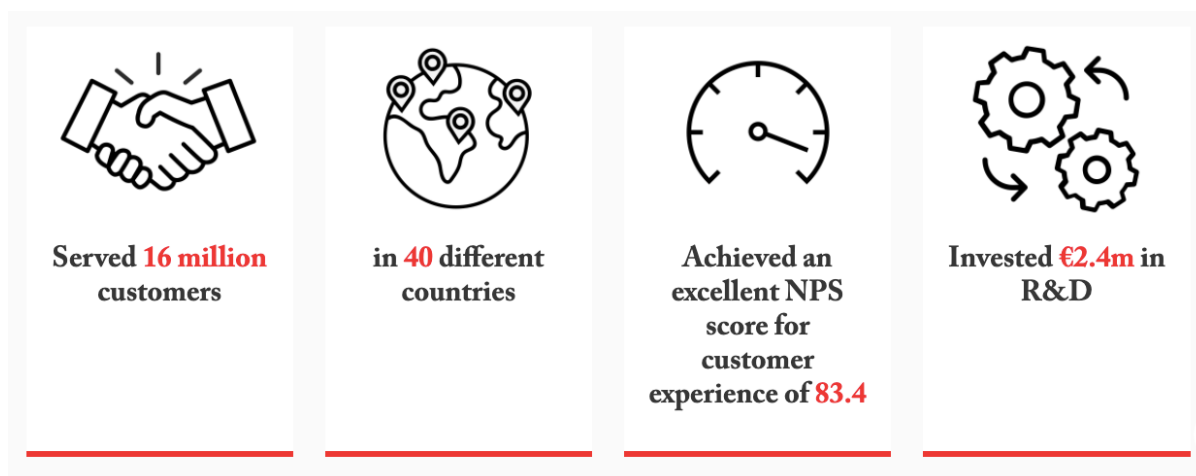 Served 16 million
customers
in 40 different
countries
Achieved an
excellent NPS
score for
customer
experience of 83.4
Invested €2.4m in
R&D